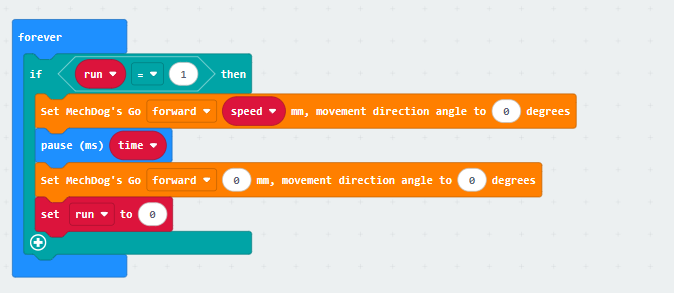 forever
if run = 1 then
Set MechDog's Go forward speed mm, movement direction angle to 0 degrees
pause (ms) time
Set MechDog's Go forward 0 mm, movement direction angle to 0 degrees
set run to 0